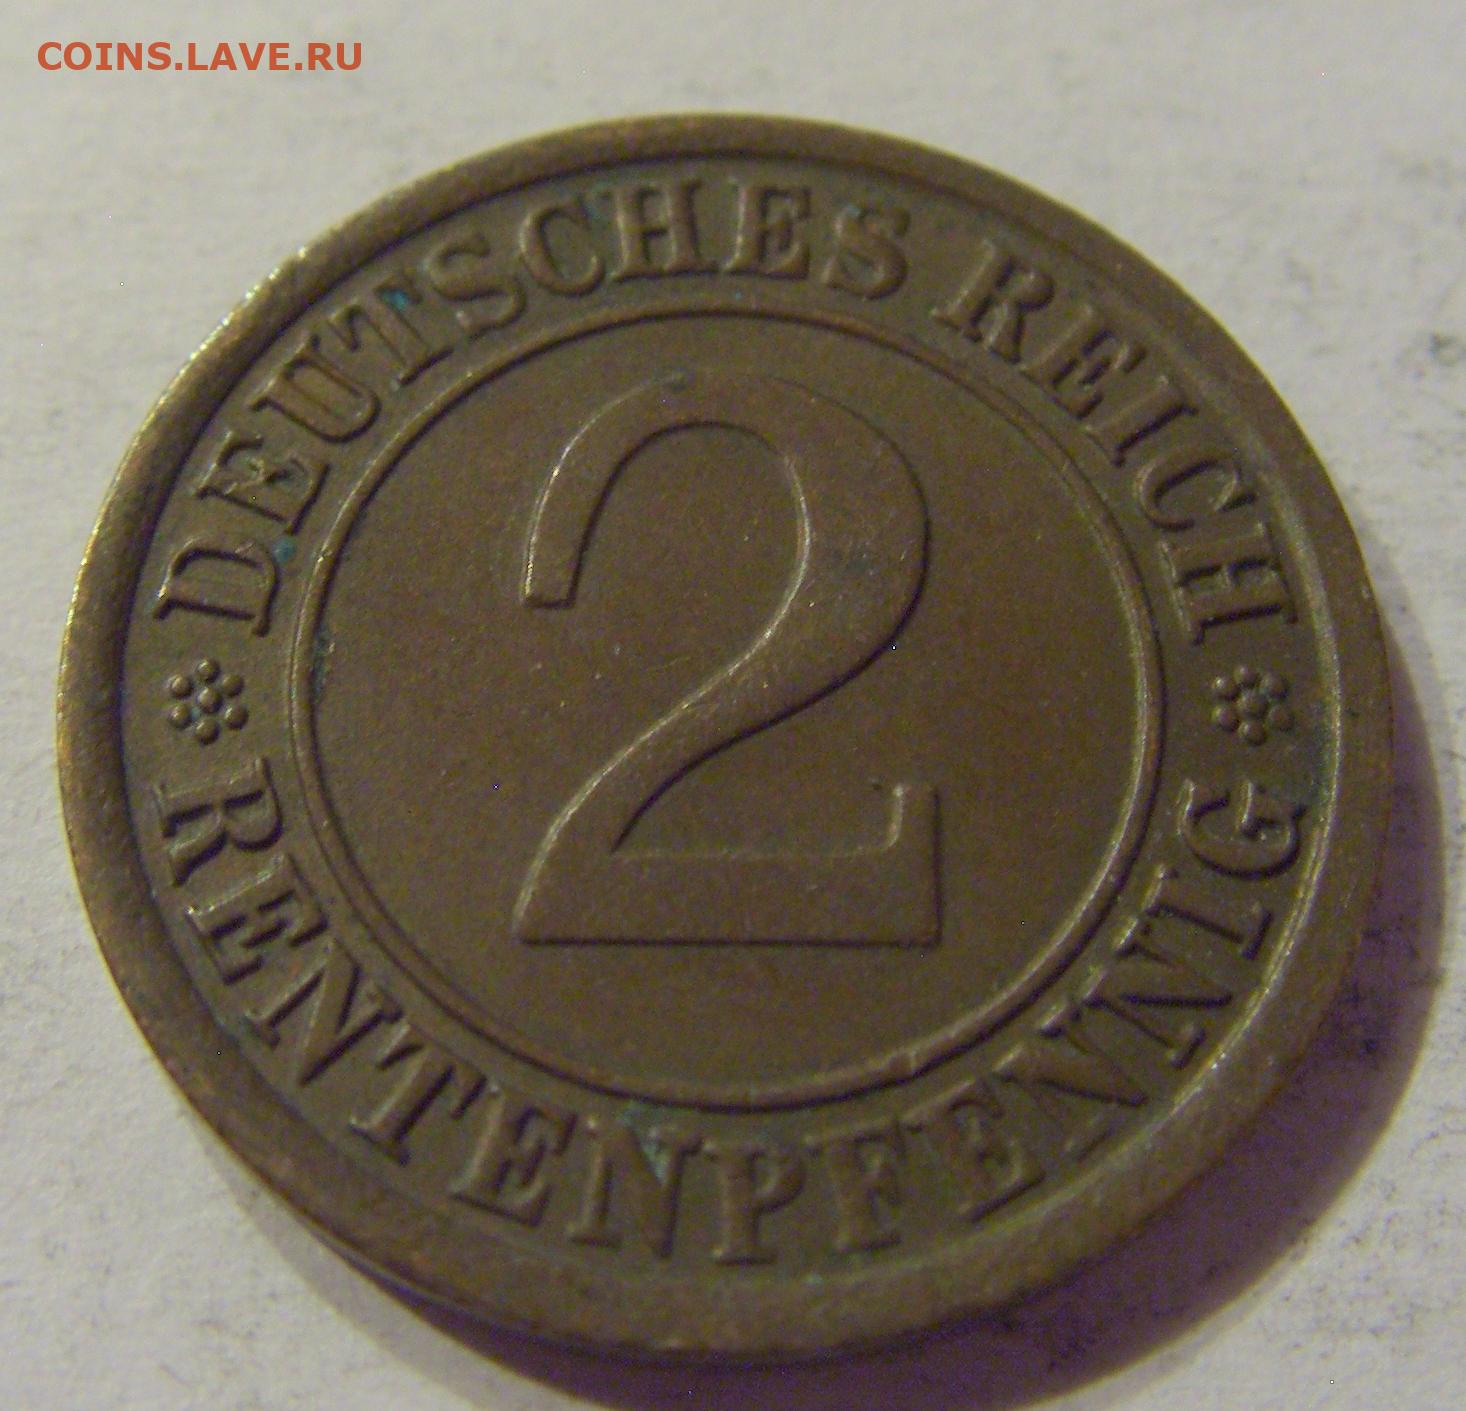 COINS.LAVE.RU
DEUTSCHES REICH
2
RENTENPFENNIG